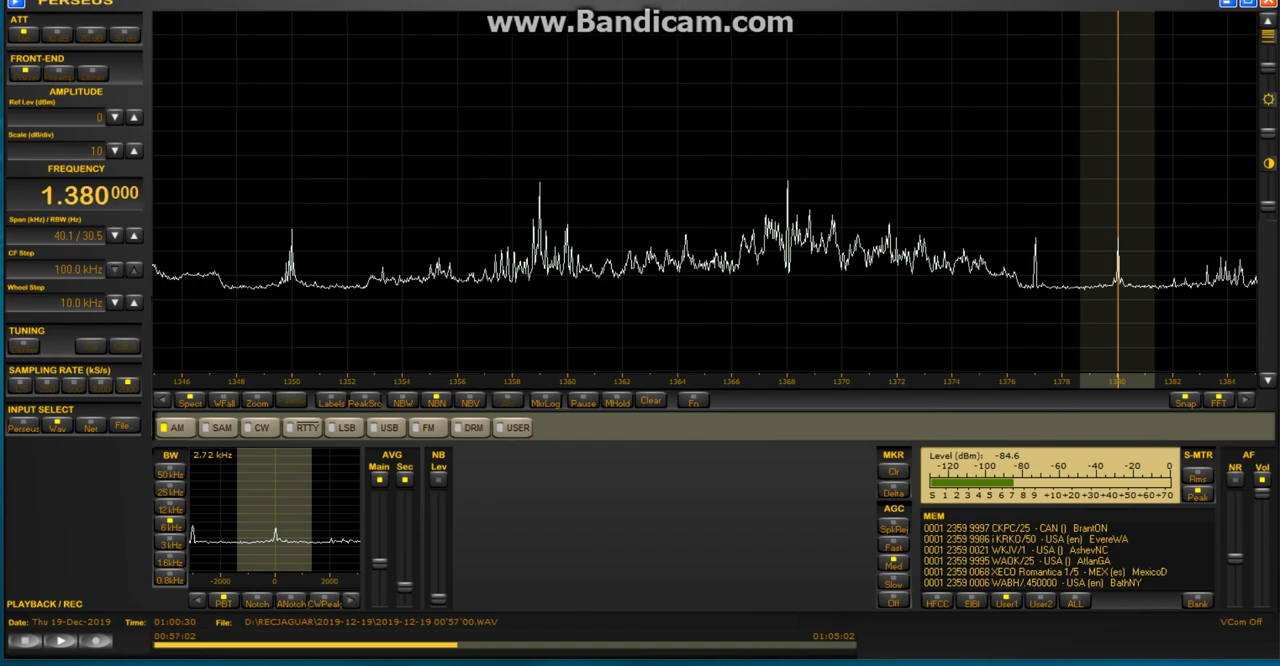 PERSEUS
www.Bandicam.com
ATT
FRONT-END
AMPLITUDE
Ref Lev (dBm)
0
Scale (dB/div)
10
FREQUENCY
1.380000
Span (kHz) / RBW (Hz)
40.1 / 30.5
CF Step
100.0 kHz
Wheel Step
10.0 kHz
TUNING
SAMPLING RATE (kS/s)
INPUT SELECT
Perseus Wav Net File..
1346 1348 1350 1352 1354 1356 1358 1360 1362 1364 1366 1368 1370 1372 1374 1376 1378 1380 1382 1384
Spect WFall Zoom Labels PeakSrc NBW NBN NBV MkrLog Pause MHold Clear Fn Snap FFT
AM SAM CW RTTY LSB USB FM DRM USER
BW
50 kHz
25 kHz
12 kHz
6 kHz
3 kHz
1.6kHz
0.8kHz
2.72 kHz
-2000 0 2000
PBT Notch ANotch CWPeak
AVG
Main Sec
NB
Lev
MKR
Clr
Delta
AGC
SpkRej
Fast
Med
Slow
Off
Level (dBm): -84.6
-120 -100 -80 -60 -40 -20 0
S 1 2 3 4 5 6 7 8 9 +10+20+30+40+50+60+70
S-MTR
Rms
Peak
AF
NR Vol
MEM
0001 2359 9997 CKPC/25 - CAN () BrantON
0001 2359 9986 i KRKO/50 - USA (en) EvereWA
0001 2359 0021 WKJV/1 - USA () AshevNC
0001 2359 9995 WAOK/25 - USA () AtlanGA
0001 2359 0068 XECO Romantica 1/5 - MEX (es) MexicoD
0001 2359 0006 WABH/.450000 - USA (en) BathNY
HFCC EIBI User1 User2 ALL Bank
PLAYBACK / REC
Date: Thu 19-Dec-2019 Time: 01:00:30 File: D:\RECJAGUAR\2019-12-19\2019-12-19 00'57'00.WAV
VCom Off
00:57:02 01:05:02